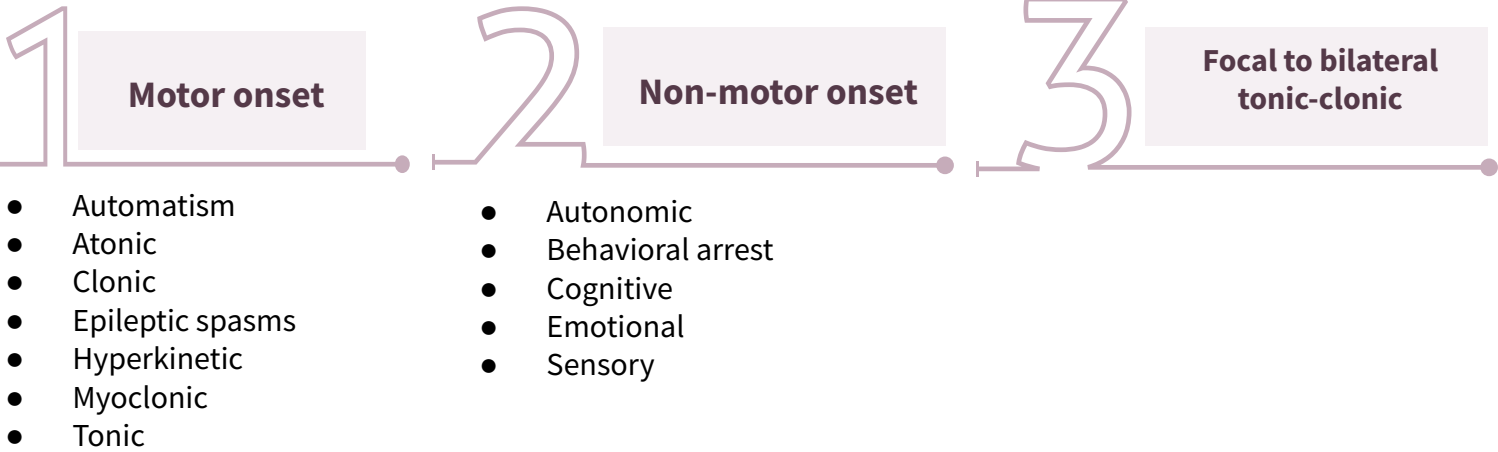 1
Motor onset
● Automatism
● Atonic
● Clonic
● Epileptic spasms
● Hyperkinetic
● Myoclonic
● Tonic
2
Non-motor onset
● Autonomic
● Behavioral arrest
● Cognitive
● Emotional
● Sensory
3
Focal to bilateral
tonic-clonic